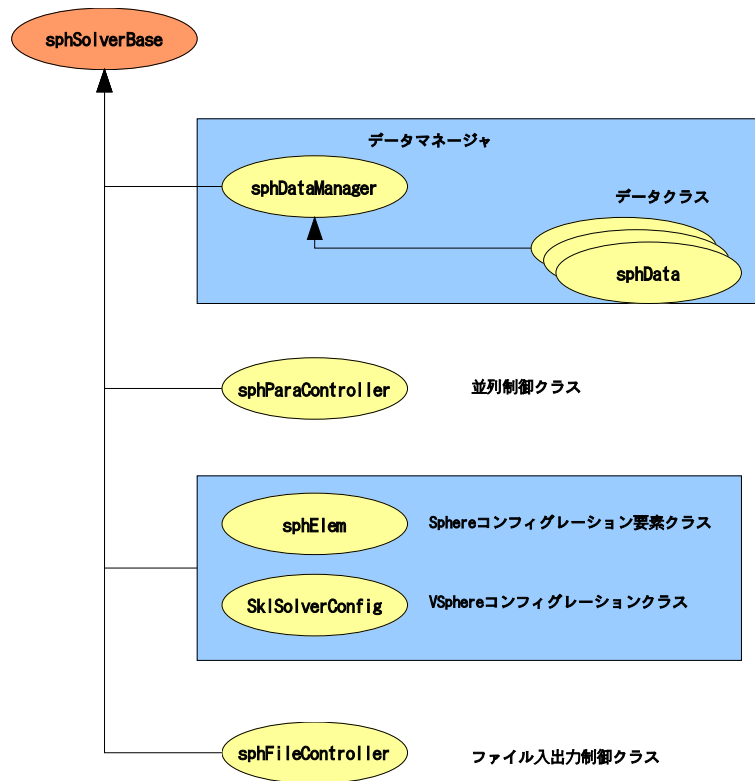 sphSolverBase
データマネージャ
sphDataManager
データクラス
sphData
sphParaController
並列制御クラス
sphElem
Sphereコンフィグレーション要素クラス
SklSolverConfig
VSphereコンフィグレーションクラス
sphFileController
ファイル入出力制御クラス